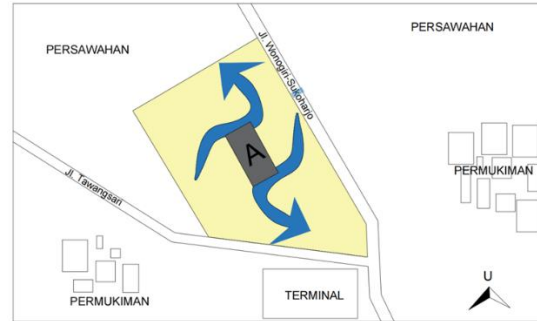 PERSAWAHAN
PERSAWAHAN
Jl. Wonogiri-Sukoharjo
A
Jl. Tawangsari
PERMUKIMAN
PERMUKIMAN
TERMINAL
U